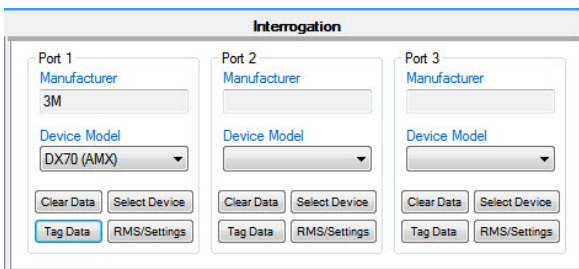 Interrogation
Port 1
Manufacturer
3M
Device Model
DX70 (AMX)
Clear Data Select Device
Tag Data RMS/Settings
Port 2
Manufacturer
Device Model
Clear Data Select Device
Tag Data RMS/Settings
Port 3
Manufacturer
Device Model
Clear Data Select Device
Tag Data RMS/Settings